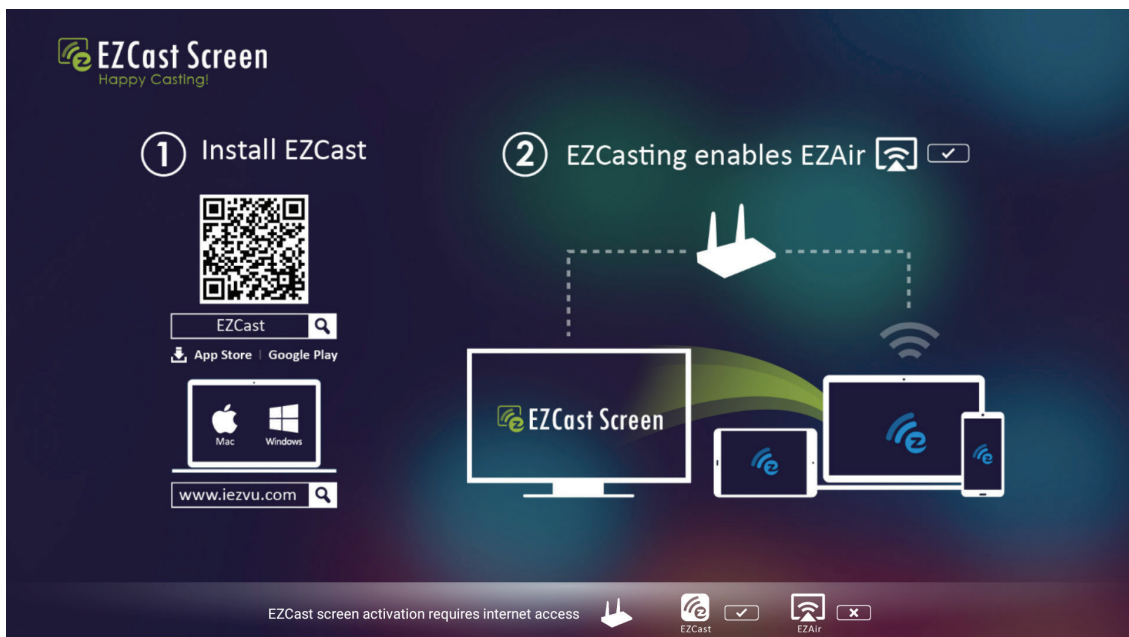 EZCast Screen
Happy Casting!
1 Install EZCast
2 EZCasting enables EZAir
EZCast
App Store | Google Play
Mac Windows
www.iezvu.com
EZCast Screen
EZCast screen activation requires internet access
EZCast
EZAir